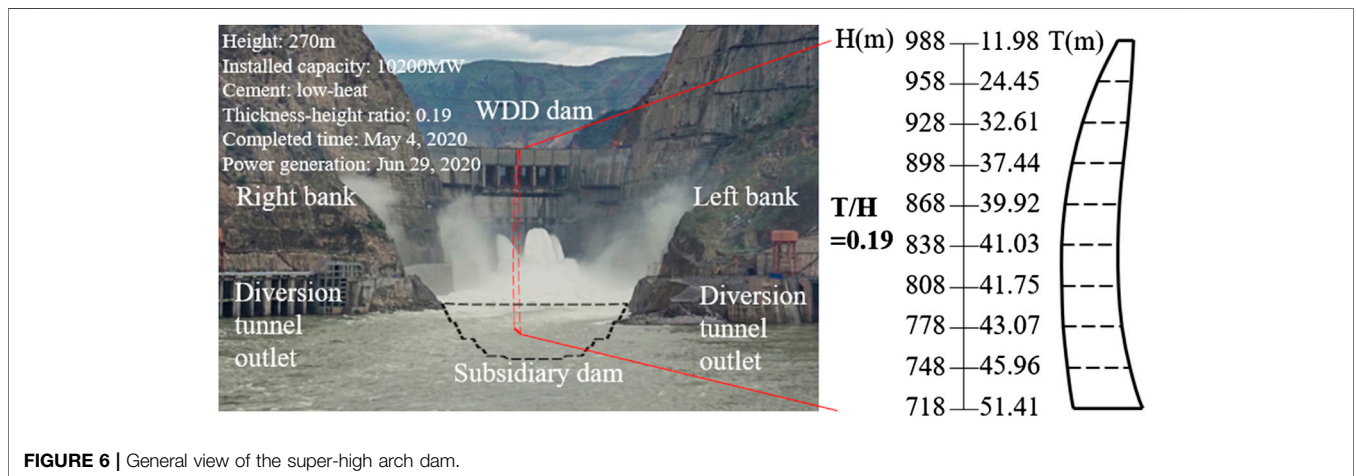 Height: 270m
Installed capacity: 10200MW
Cement: low-heat
Thickness-height ratio: 0.19
Completed time: May 4, 2020
Power generation: Jun 29, 2020
WDD dam
Right bank
Left bank
Diversion
tunnel
outlet
Diversion
tunnel
outlet
Subsidiary dam
H(m) 988 11.98 T(m)
958 24.45
928 32.61
898 37.44
868 39.92
838 41.03
808 41.75
778 43.07
748 45.96
718 51.41
T/H
=0.19
FIGURE 6 | General view of the super-high arch dam.